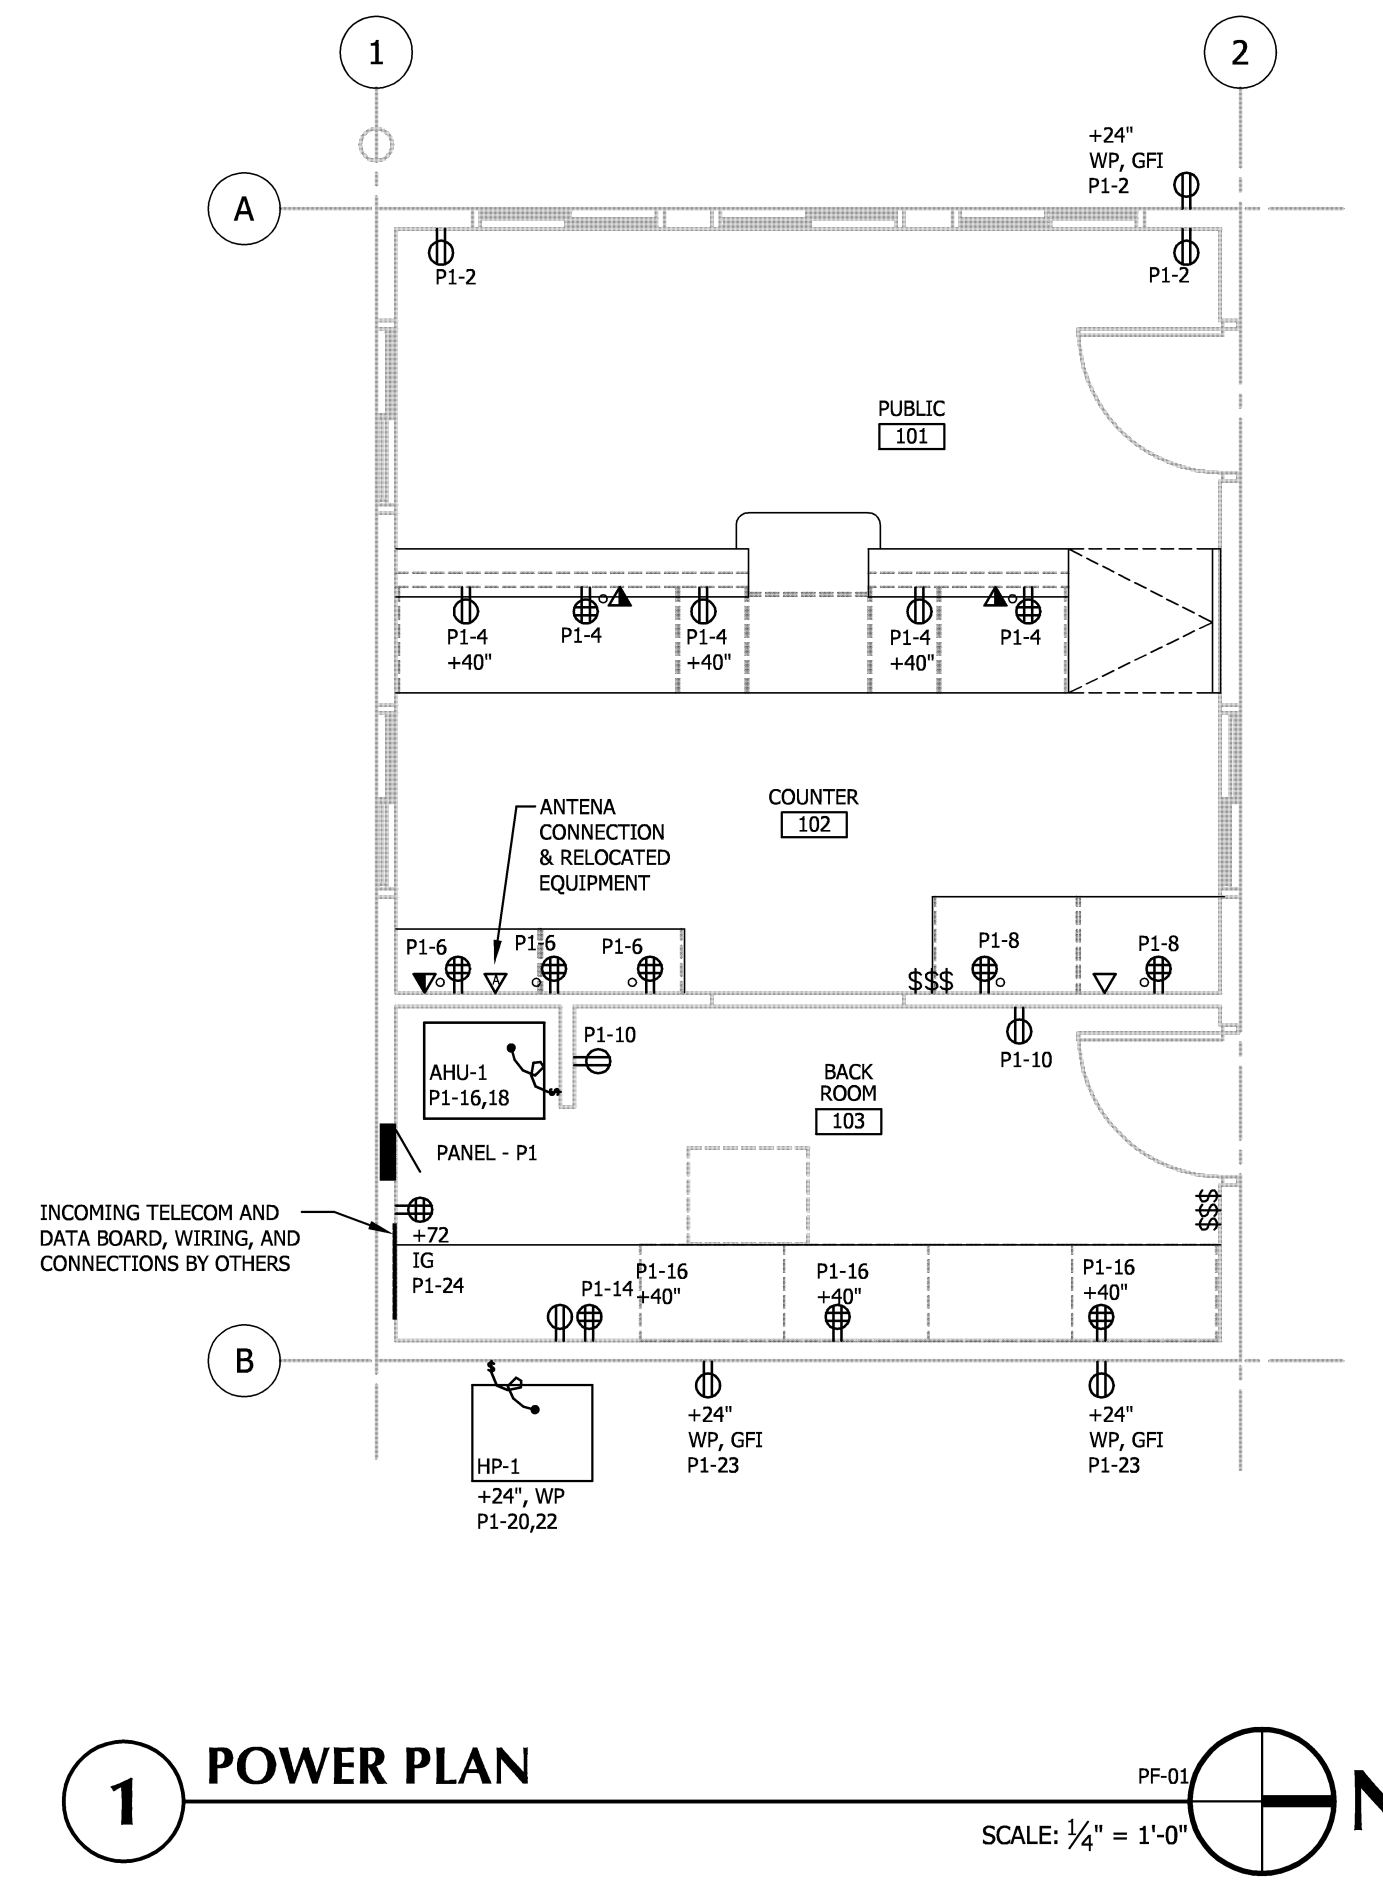 1
2
+24"
WP, GFI
P1-2
A
P1-2
P1-2
PUBLIC
101
P1-4
+40"
P1-4
P1-4
+40"
P1-4
+40"
P1-4
COUNTER
102
ANTENA
CONNECTION
& RELOCATED
EQUIPMENT
P1-6
P1-6
P1-6
A
$$$
P1-8
P1-8
P1-10
P1-10
AHU-1
P1-16,18
$
BACK
ROOM
103
PANEL - P1
$$$
INCOMING TELECOM AND
DATA BOARD, WIRING, AND
CONNECTIONS BY OTHERS
+72
IG
P1-24
P1-14
P1-16
+40"
P1-16
+40"
P1-16
+40"
B
$
HP-1
+24", WP
P1-20,22
+24"
WP, GFI
P1-23
+24"
WP, GFI
P1-23
1
POWER PLAN
PF-01
SCALE: 1/4" = 1'-0"
N